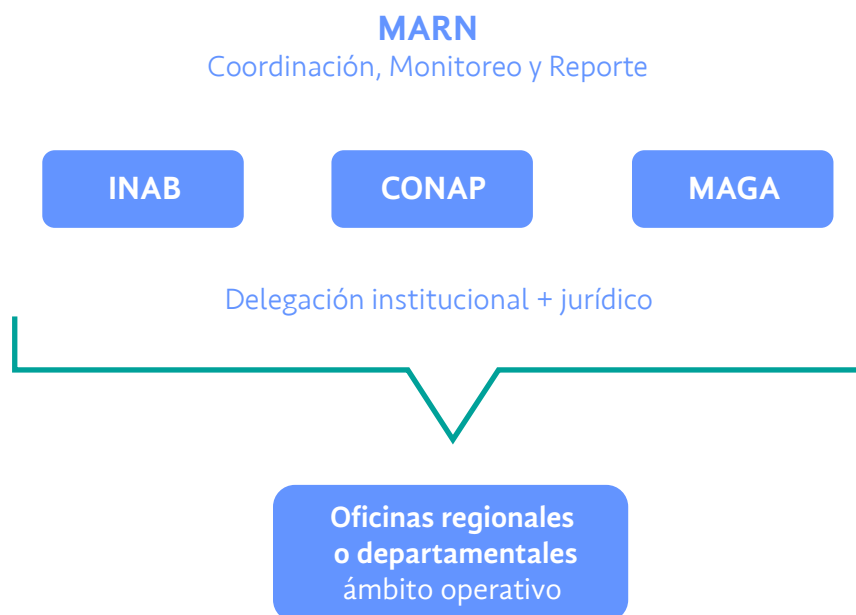 MARN
Coordinación, Monitoreo y Reporte
INAB
CONAP
MAGA
Delegación institucional + jurídico
Oficinas regionales
o departamentales
ámbito operativo